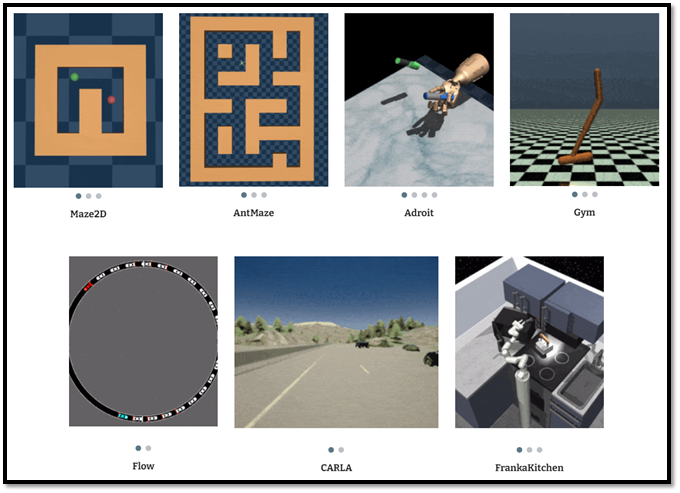 Maze2D
AntMaze
Adroit
Gym
Flow
CARLA
FrankaKitchen